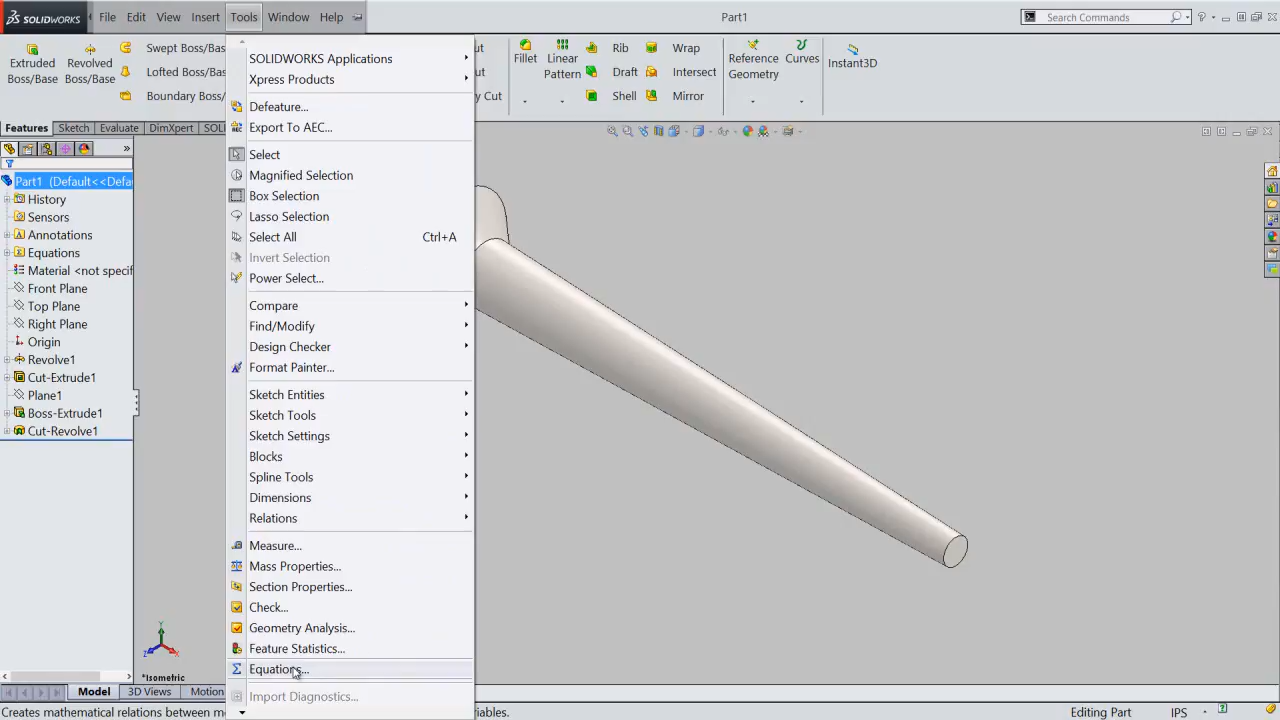 SOLIDWORKS
File Edit View Insert Tools Window Help
Part1
Search Commands
Extruded
Boss/Base
Revolved
Boss/Base
Swept Boss/Ba
Lofted Boss/Bas
Boundary Boss/
ut
ut
y Cut
Fillet
Linear
Pattern
Rib
Draft
Shell
Wrap
Intersect
Mirror
Reference
Geometry
Curves
Instant3D
Features Sketch Evaluate DimXpert SOL
Part1 (Default<<Defa
History
Sensors
Annotations
Equations
Material <not specif
Front Plane
Top Plane
Right Plane
Origin
Revolve1
Cut-Extrude1
Plane1
Boss-Extrude1
Cut-Revolve1
SOLIDWORKS Applications
Xpress Products
Defeature...
Export To AEC...
Select
Magnified Selection
Box Selection
Lasso Selection
Select All Ctrl+A
Invert Selection
Power Select...
Compare
Find/Modify
Design Checker
Format Painter...
Sketch Entities
Sketch Tools
Sketch Settings
Blocks
Spline Tools
Dimensions
Relations
Measure...
Mass Properties...
Section Properties...
Check...
Geometry Analysis...
Feature Statistics...
Equations...
Import Diagnostics...
*Isometric
Model 3D Views Motion
Creates mathematical relations between m
bles.
Editing Part
IPS